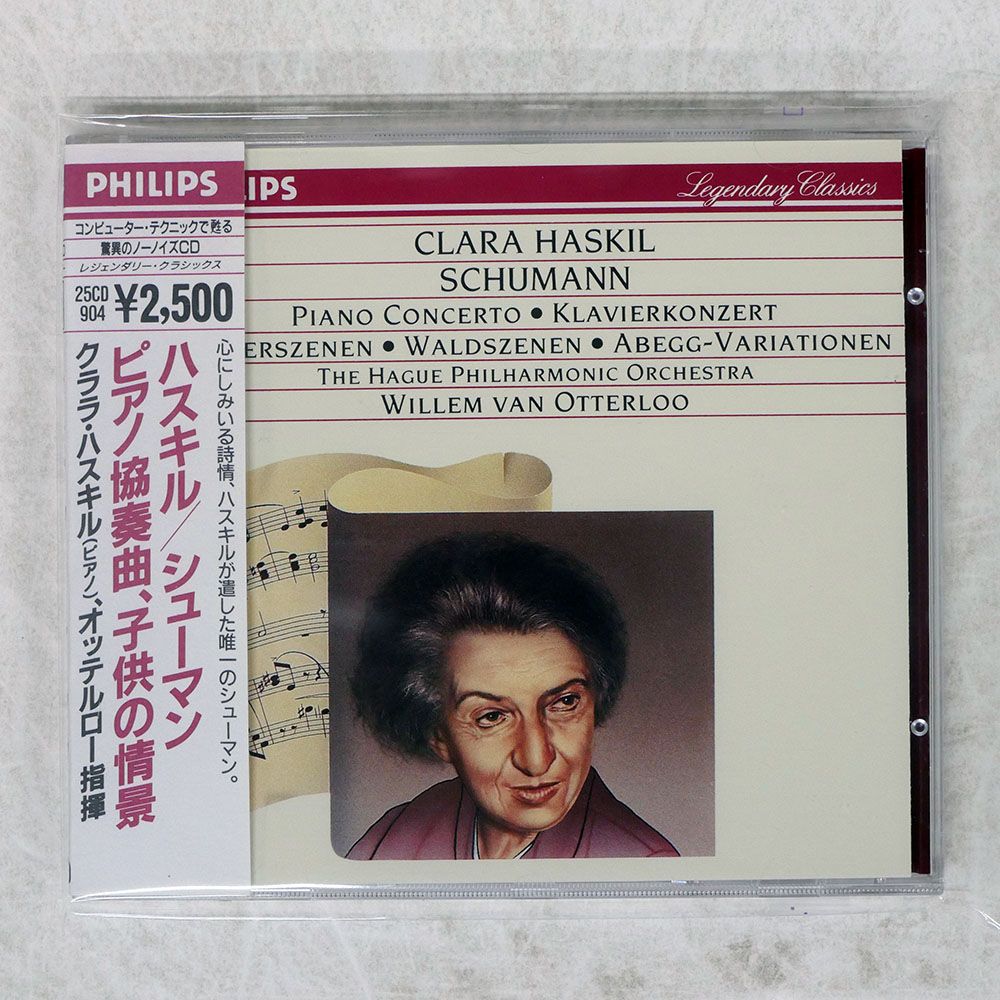 PHILIPS
コンピューター・テクニックで甦る
驚異のノーノイズCD
レジェンダリー・クラシックス
25CD
904
¥2,500
心にしみいる詩情、ハスキルが遺した唯一のシューマン。
ハスキル/シューマン
ピアノ協奏曲、子供の情景
クララ・ハスキル(ピアノ)、オッテルロー指揮
IPS
Legendary Classics
CLARA HASKIL
SCHUMANN
PIANO CONCERTO • KLAVIERKONZERT
ERSZENEN • WALDSZENEN • ABEGG-VARIATIONEN
THE HAGUE PHILHARMONIC ORCHESTRA
WILLEM VAN OTTERLOO